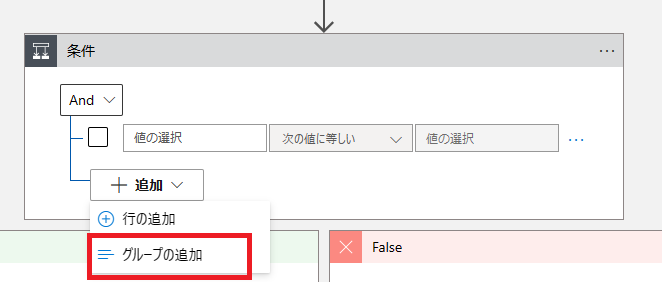 条件
And
値の選択 次の値に等しい 値の選択
追加
行の追加
グループの追加
False